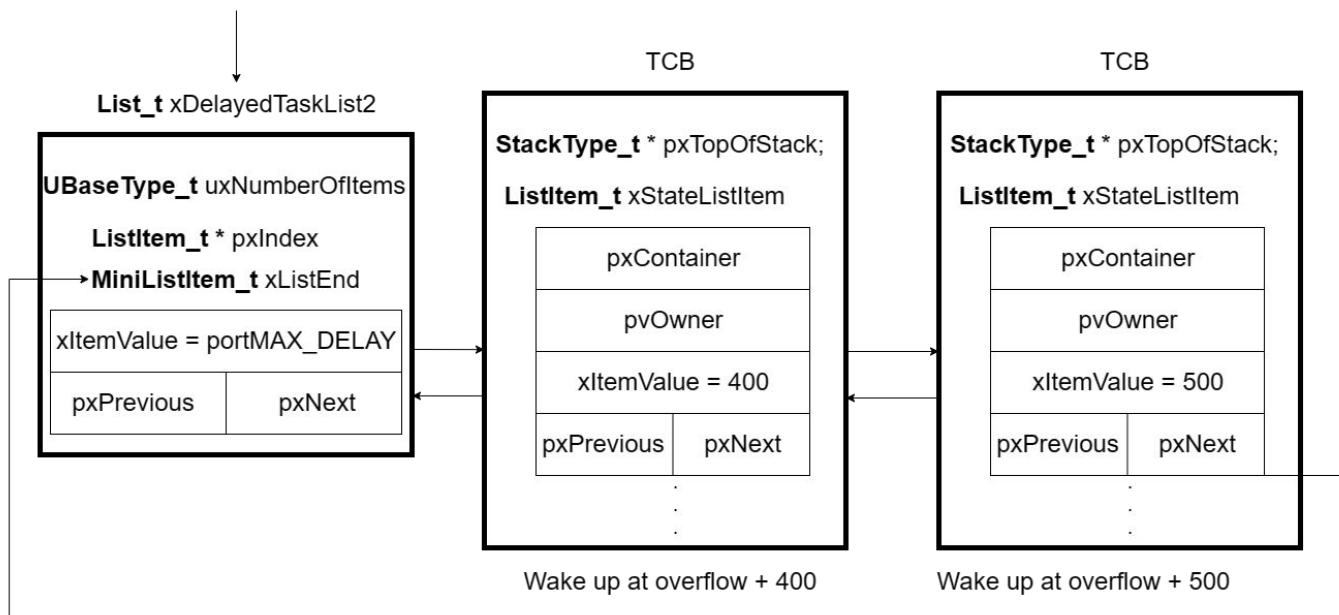 List_t xDelayedTaskList2
UBaseType_t uxNumberOfItems
ListItem_t * pxIndex
MiniListItem_t xListEnd
xItemValue = portMAX_DELAY
pxPrevious
pxNext
TCB
StackType_t * pxTopOfStack;
ListItem_t xStateListItem
pxContainer
pvOwner
xItemValue = 400
pxPrevious
pxNext
.
.
.
Wake up at overflow + 400
TCB
StackType_t * pxTopOfStack;
ListItem_t xStateListItem
pxContainer
pvOwner
xItemValue = 500
pxPrevious
pxNext
.
.
.
Wake up at overflow + 500